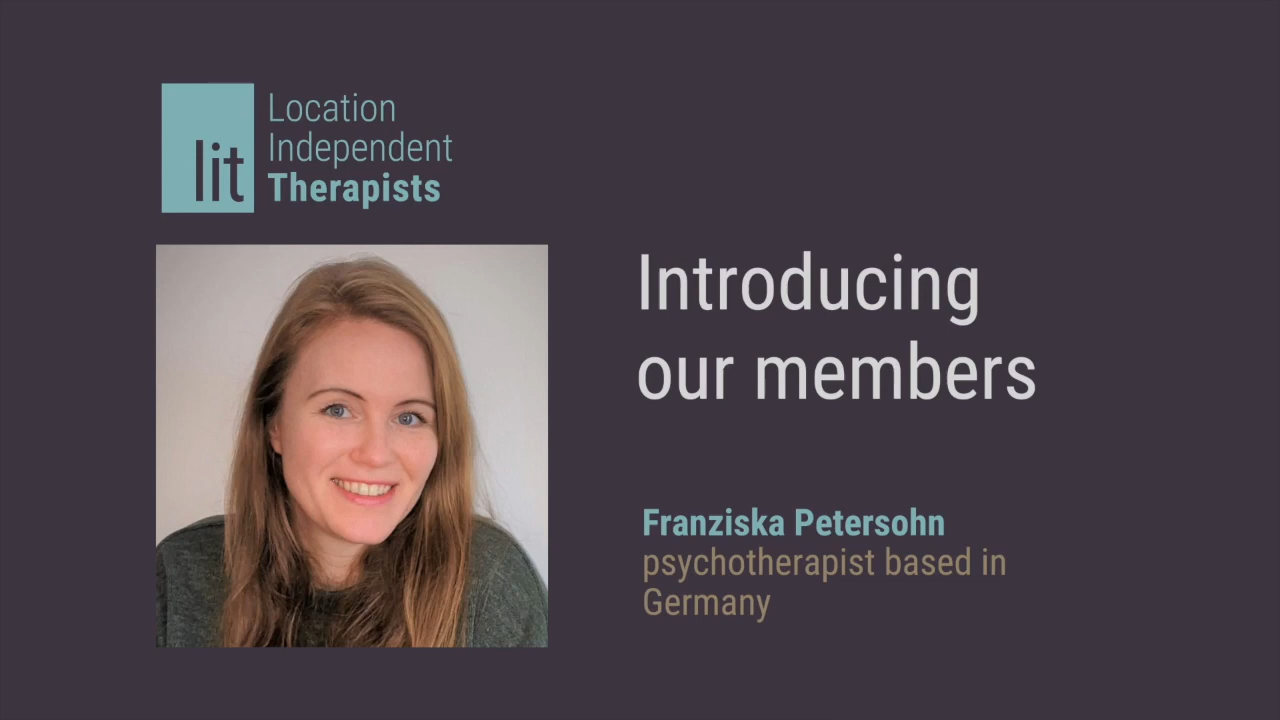 lit
Location
Independent
Therapists
Introducing
our members
Franziska Petersohn
psychotherapist based in
Germany